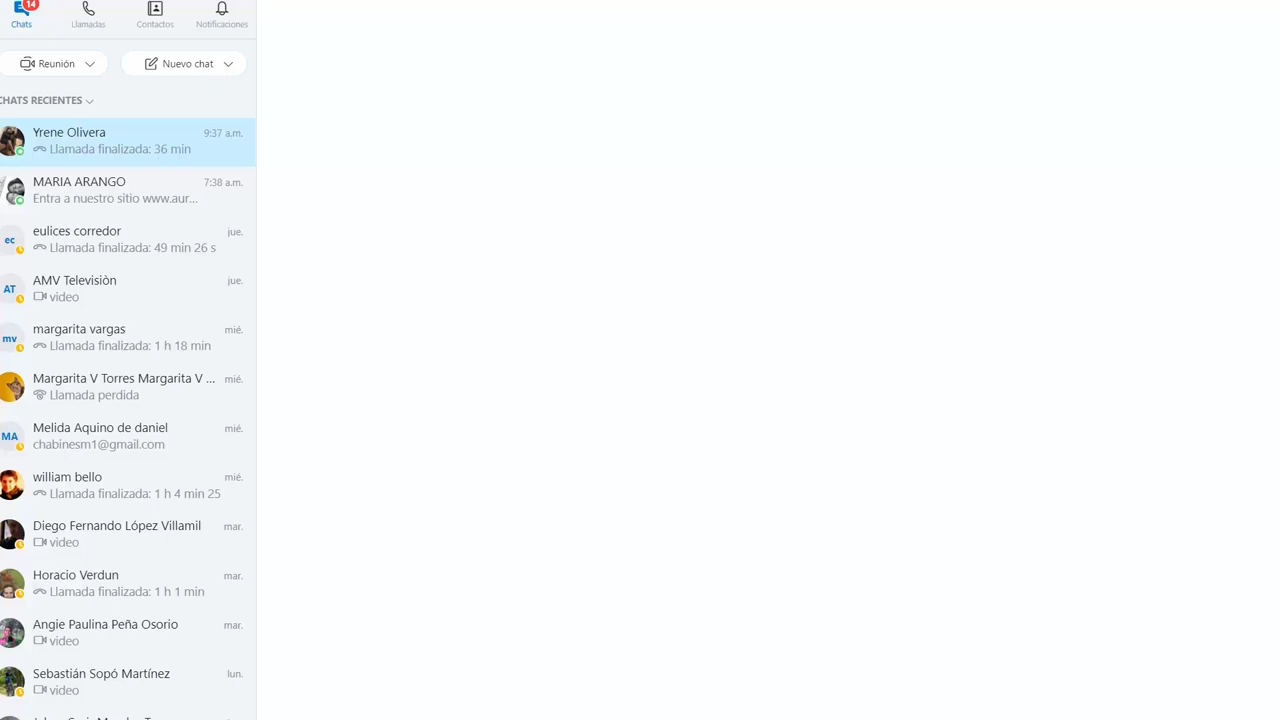 14
Chats
Llamadas
Contactos
Notificaciones
Reunión
Nuevo chat
CHATS RECIENTES
Yrene Olivera 9:37 a.m.
Llamada finalizada: 36 min
MARIA ARANGO 7:38 a.m.
Entra a nuestro sitio www.aur...
ec
eulices corredor jue.
Llamada finalizada: 49 min 26 s
AT
AMV Televisiòn jue.
video
mv
margarita vargas mié.
Llamada finalizada: 1 h 18 min
Margarita V Torres Margarita V ... mié.
Llamada perdida
MA
Melida Aquino de daniel mié.
chabinesm1@gmail.com
william bello mié.
Llamada finalizada: 1 h 4 min 25
Diego Fernando López Villamil mar.
video
Horacio Verdun mar.
Llamada finalizada: 1 h 1 min
Angie Paulina Peña Osorio mar.
video
Sebastián Sopó Martínez lun.
video